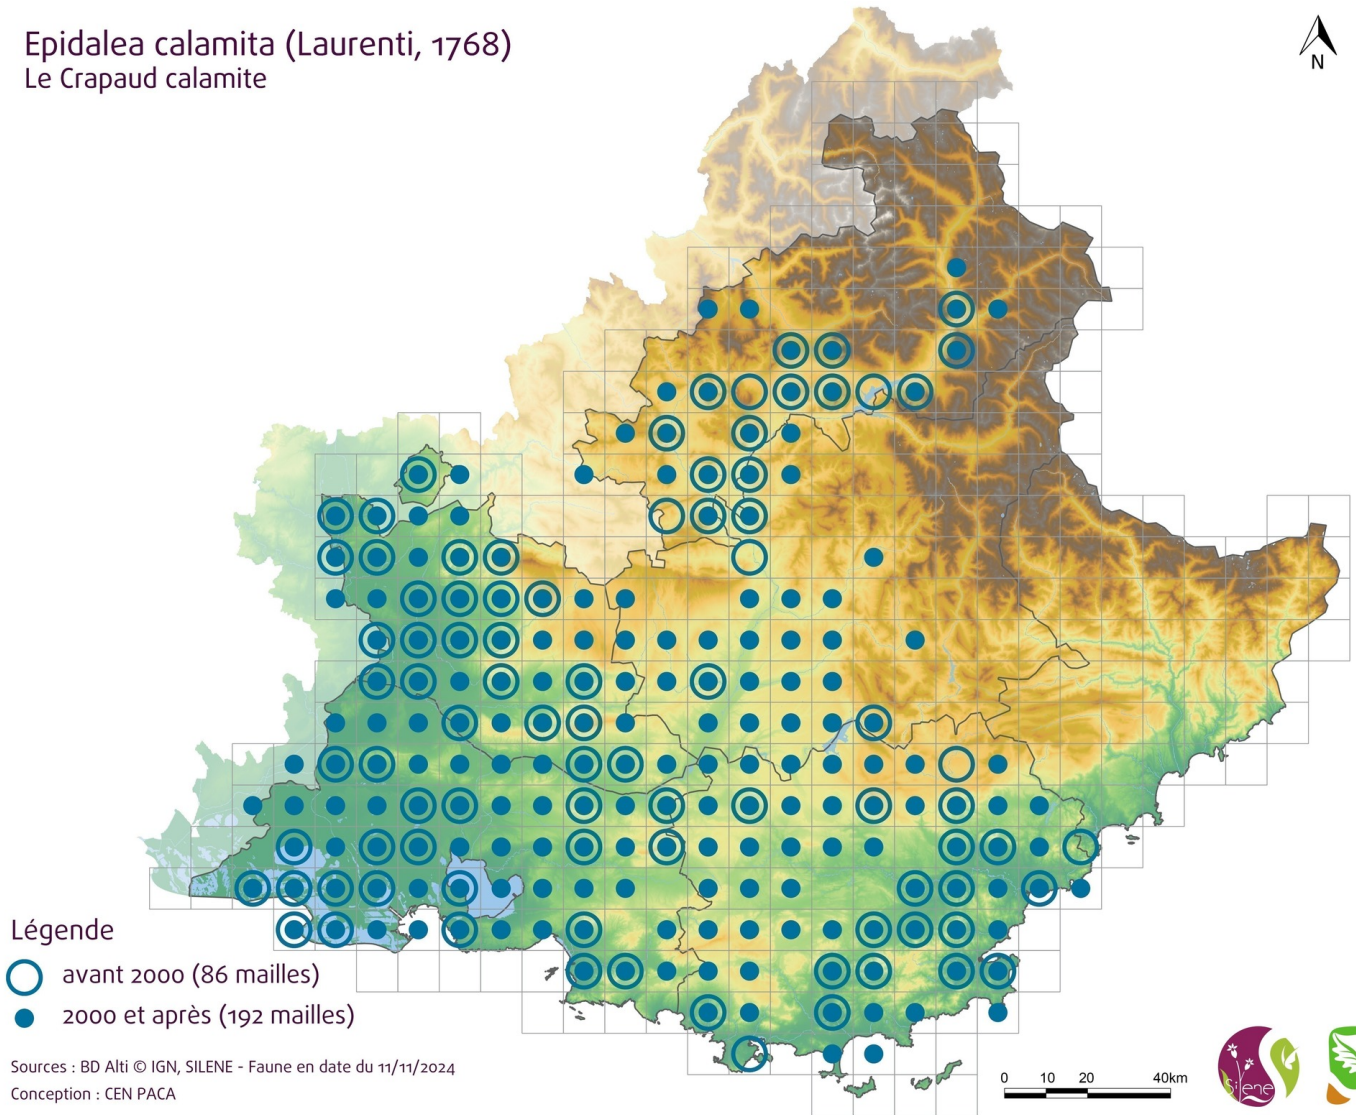 Epidalea calamita (Laurenti, 1768)
Le Crapaud calamite
N
Légende
avant 2000 (86 mailles)
2000 et après (192 mailles)
Sources : BD Alti © IGN, SILENE - Faune en date du 11/11/2024
Conception : CEN PACA
0 10 20 40km
Silene